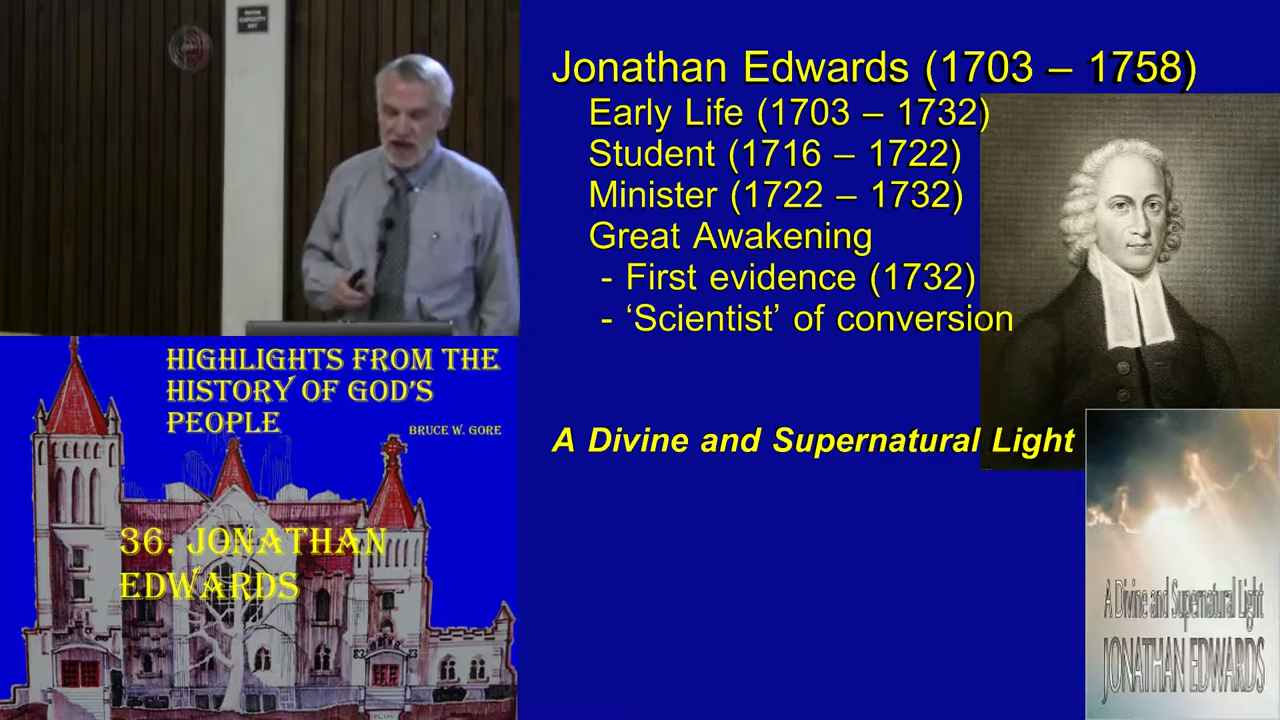 ROOM
CAPACITY
Jonathan Edwards (1703 – 1758)
Early Life (1703 – 1732)
Student (1716 – 1722)
Minister (1722 – 1732)
Great Awakening
- First evidence (1732)
- ‘Scientist’ of conversion
A Divine and Supernatural Light
HIGHLIGHTS FROM THE
HISTORY OF GOD'S
PEOPLE
BRUCE W. GORE
36. JONATHAN
EDWARDS
A Divine and Supernatural Light
JONATHAN EDWARDS